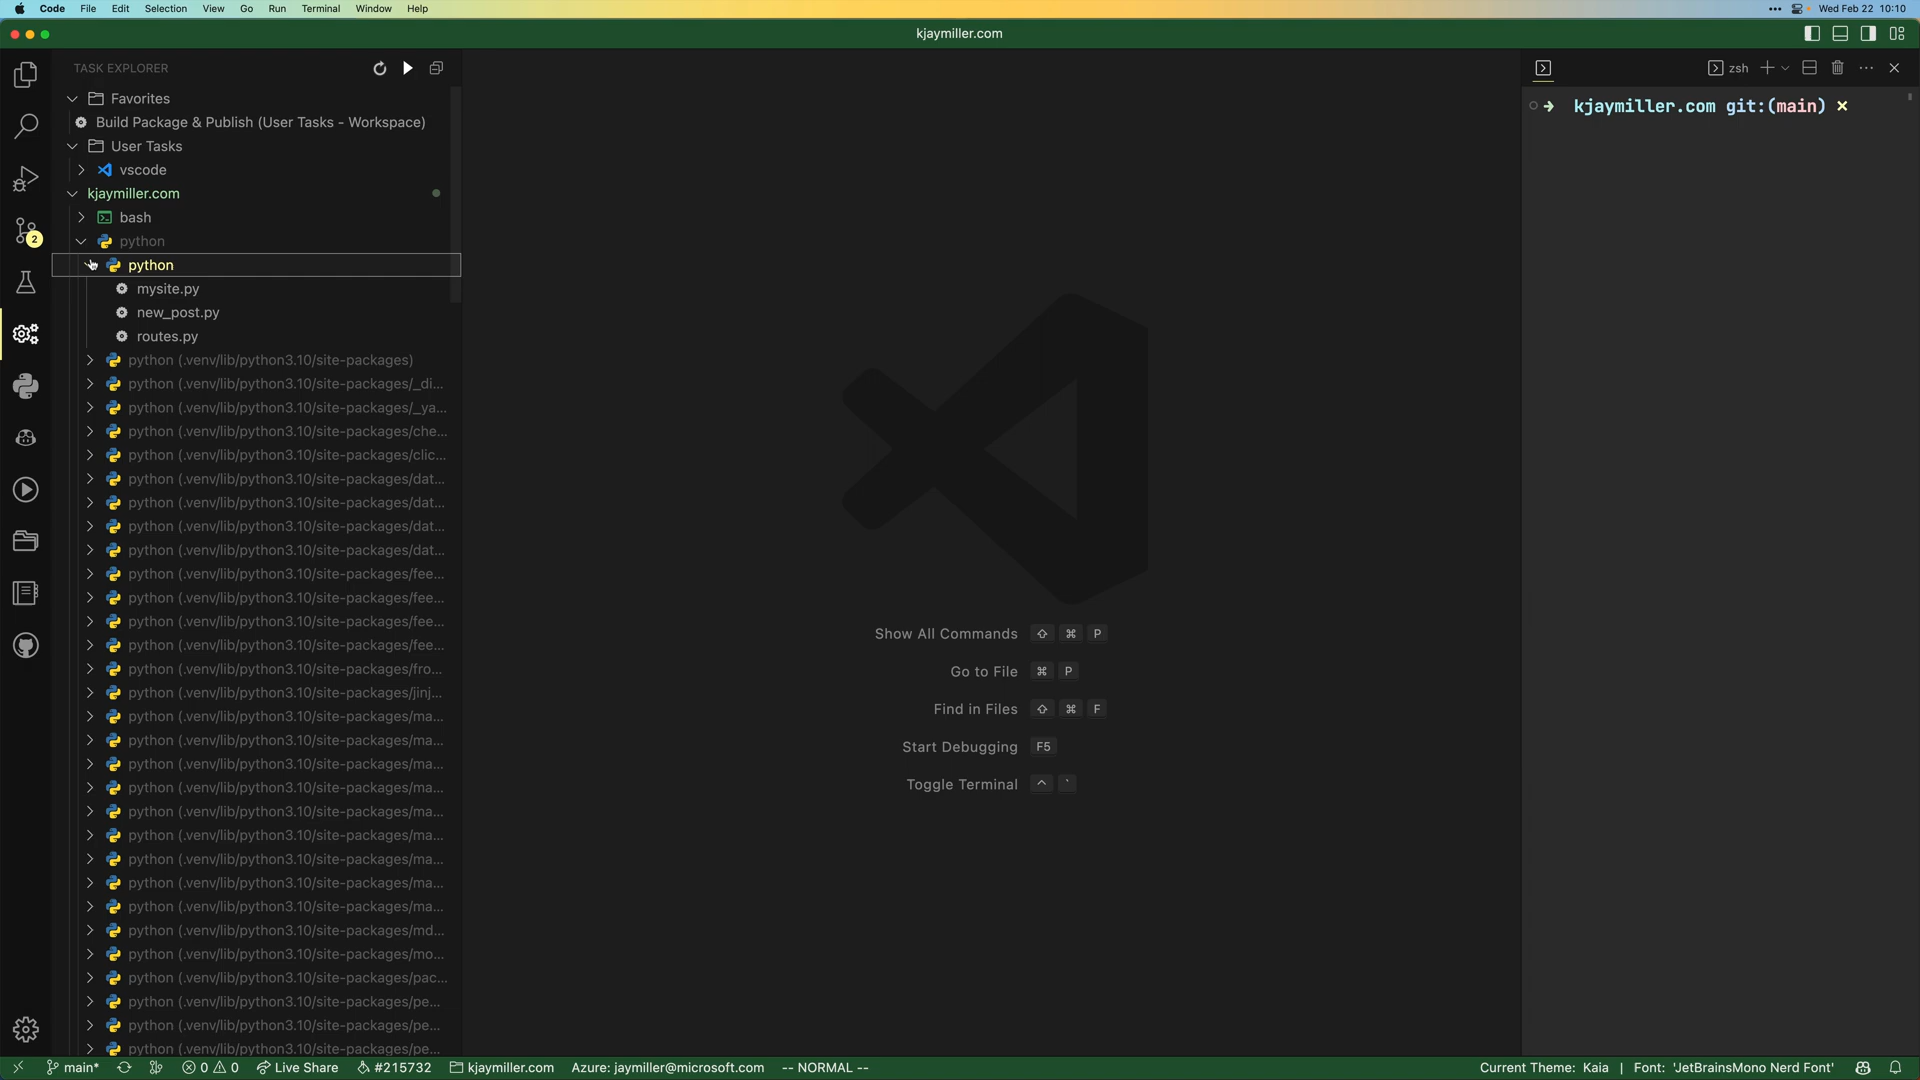 Code File Edit Selection View Go Run Terminal Window Help
Wed Feb 22 10:10
kjaymiller.com
TASK EXPLORER
Favorites
Build Package & Publish (User Tasks - Workspace)
User Tasks
vscode
kjaymiller.com
bash
python
python
mysite.py
new_post.py
routes.py
python (.venv/lib/python3.10/site-packages)
python (.venv/lib/python3.10/site-packages/_di...
python (.venv/lib/python3.10/site-packages/_ya...
python (.venv/lib/python3.10/site-packages/che...
python (.venv/lib/python3.10/site-packages/clic...
python (.venv/lib/python3.10/site-packages/dat...
python (.venv/lib/python3.10/site-packages/dat...
python (.venv/lib/python3.10/site-packages/dat...
python (.venv/lib/python3.10/site-packages/dat...
python (.venv/lib/python3.10/site-packages/fee...
python (.venv/lib/python3.10/site-packages/fee...
python (.venv/lib/python3.10/site-packages/fee...
python (.venv/lib/python3.10/site-packages/fee...
python (.venv/lib/python3.10/site-packages/fro...
python (.venv/lib/python3.10/site-packages/jinj...
python (.venv/lib/python3.10/site-packages/ma...
python (.venv/lib/python3.10/site-packages/ma...
python (.venv/lib/python3.10/site-packages/ma...
python (.venv/lib/python3.10/site-packages/ma...
python (.venv/lib/python3.10/site-packages/ma...
python (.venv/lib/python3.10/site-packages/ma...
python (.venv/lib/python3.10/site-packages/ma...
python (.venv/lib/python3.10/site-packages/ma...
python (.venv/lib/python3.10/site-packages/ma...
python (.venv/lib/python3.10/site-packages/md...
python (.venv/lib/python3.10/site-packages/mo...
python (.venv/lib/python3.10/site-packages/pac...
python (.venv/lib/python3.10/site-packages/pe...
python (.venv/lib/python3.10/site-packages/pe...
python (.venv/lib/python3.10/site-packages/pe...
2
Show All Commands ⇧ ⌘ P
Go to File ⌘ P
Find in Files ⇧ ⌘ F
Start Debugging F5
Toggle Terminal ^ `
zsh
kjaymiller.com git:(main) ×
main* 0 0 Live Share #215732 kjaymiller.com Azure: jaymiller@microsoft.com -- NORMAL --
Current Theme: Kaia | Font: 'JetBrainsMono Nerd Font'